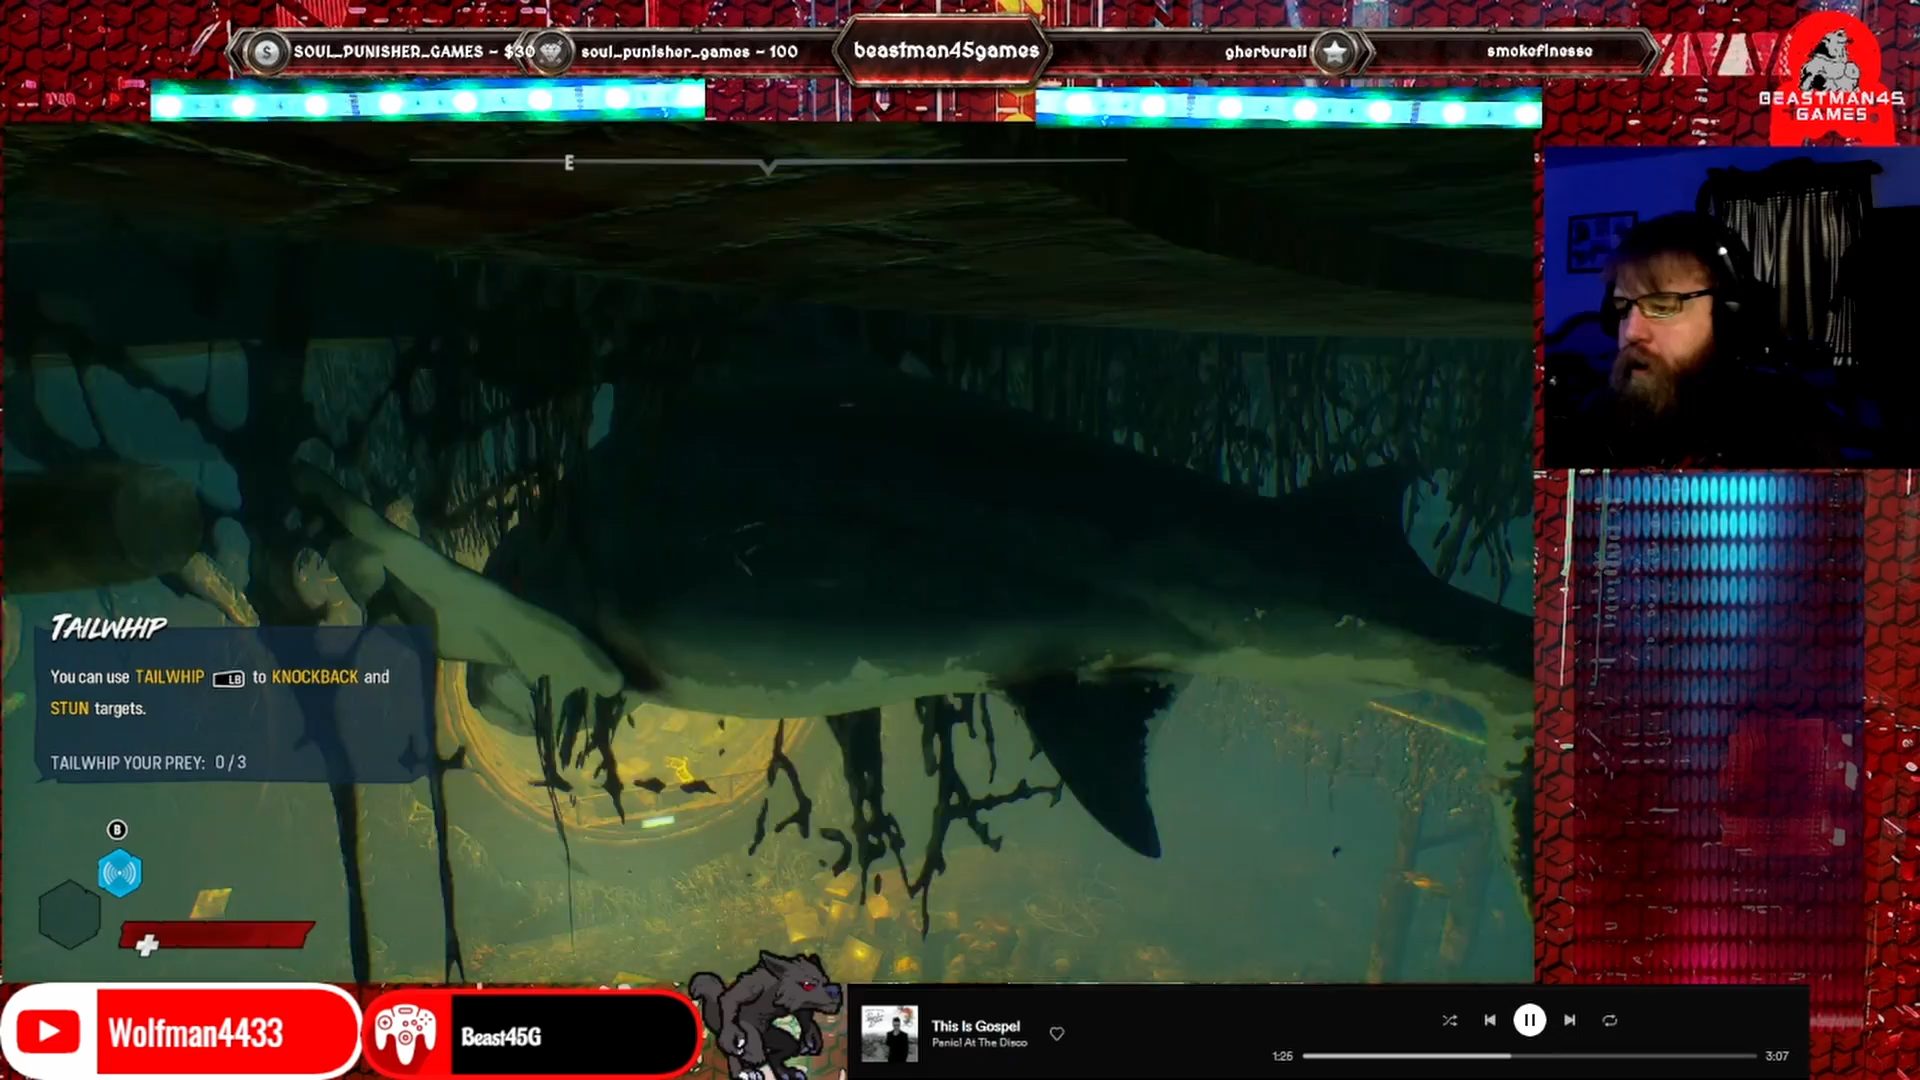 SOUL_PUNISHER_GAMES ~ $30
soul_punisher_games ~ 100
beastman45games
gherburali
smokefinesse
BEASTMAN45
GAMES
E
TAILWHIP
You can use TAILWHIP LB to KNOCKBACK and
STUN targets.
TAILWHIP YOUR PREY: 0 / 3
B
Wolfman4433
Beast45G
This Is Gospel
Panic! At The Disco
1:25
3:07